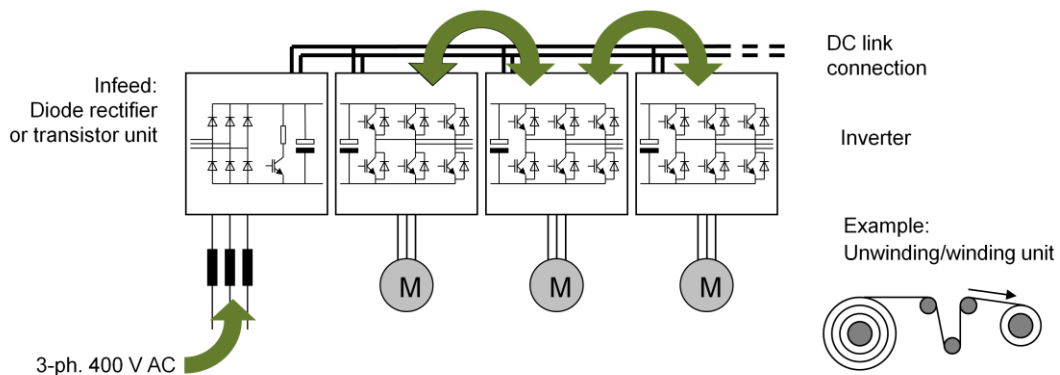 Infeed:
Diode rectifier
or transistor unit
DC link
connection
Inverter
M
M
M
Example:
Unwinding/winding unit
3-ph. 400 V AC